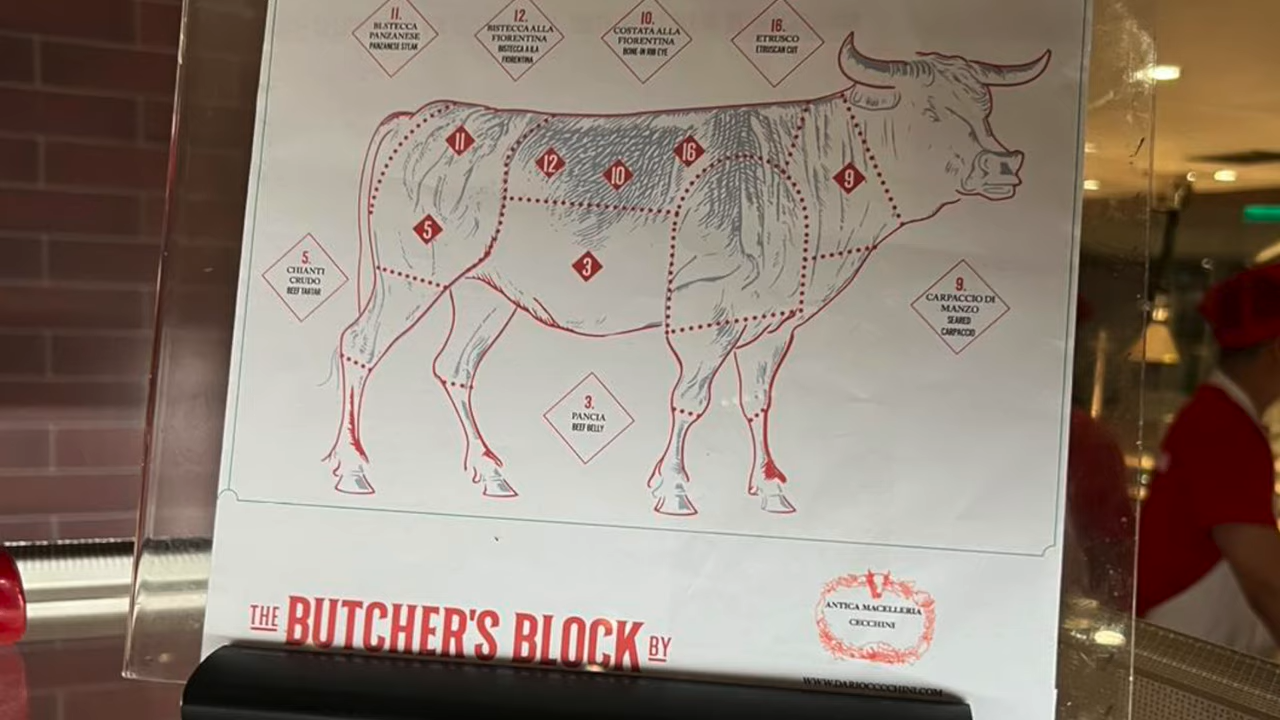 11.
BISTECCA
PANZANESE
PANZANESE STEAK
12.
BISTECCA ALLA
FIORENTINA
BISTECCA ALLA
FIORENTINA
10.
COSTATA ALLA
FIORENTINA
BONE-IN RIB EYE
16.
ETRUSCO
ETRUSCAN CUT
11
12
10
16
9
5
3
5.
CHIANTI
CRUDO
BEEF TARTAR
9.
CARPACCIO DI
MANZO
SEARED
CARPACCIO
3.
PANCIA
BEEF BELLY
THE BUTCHER'S BLOCK BY
ANTICA MACELLERIA
CECCHINI
WWW.DARIOCCCCHINI.COM